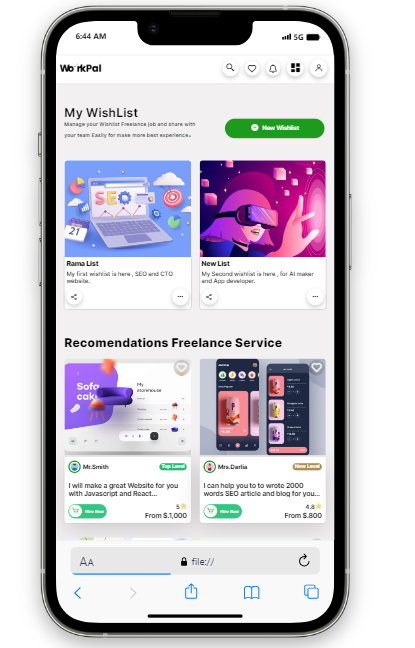 6:44 AM
5G
WorkPal
My WishList
Manage your Wishlist Freelance job and share with
your team Easily for make more best experience.
New Wishlist
SEO
21
Rama List
My first wishlist is here , SEO and CTO
website.
New List
My Second wishlist is here , for AI maker
and App developer.
Recomendations Freelance Service
Sofa
cake
My
storehouse
Mr.Smith
Top Level
I will make a great Website for you
with Javascript and React...
5
Hire Now
From $.1,000
Mrs.Darlia
New Level
I can help you to to wrote 2000
words SEO article and blog for you...
4.8
Hire Now
From $.800
AA
file://